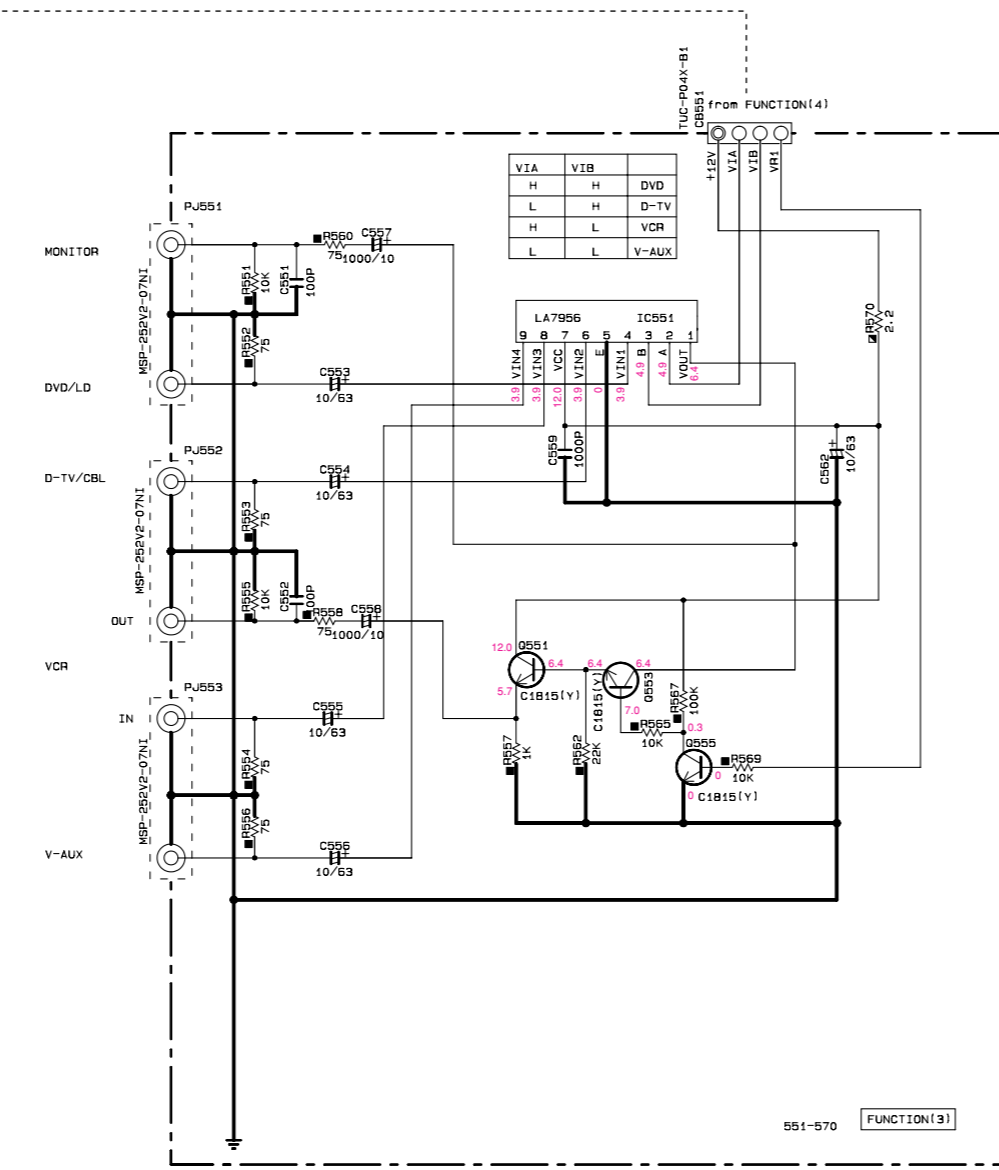 TUC-P04X-B1
CB551
from FUNCTION(4)
+12V
VIA
VIB
VR1
VIA VIB
H H DVD
L H D-TV
H L VCR
L L V-AUX
PJ551
MONITOR
MSP-252V2-07NI
DVD/LD
R551
10K
C551
100P
R552
75
R560
75
C557
1000/10
C553
10/63
LA7956 IC551
9 8 7 6 5 4 3 2 1
VIN4
VIN3
VCC
VIN2
E
VIN1
B
A
VOUT
3.9
3.9
12.0
3.9
0
3.9
4.9
4.9
6.4
R570
2.2
C559
1000P
C562
10/63
PJ552
D-TV/CBL
MSP-252V2-07NI
OUT
R553
75
R555
10K
C552
100P
C554
10/63
R558
75
C558
1000/10
VCR
PJ553
IN
MSP-252V2-07NI
V-AUX
R554
75
R556
75
C555
10/63
C556
10/63
12.0
Q551
6.4
5.7
C1815(Y)
6.4
6.4
C1815(Y)
Q553
7.0
R557
1K
R562
22K
R565
10K
R567
100K
0.3
Q555
0
0
C1815(Y)
R569
10K
551-570
FUNCTION(3)